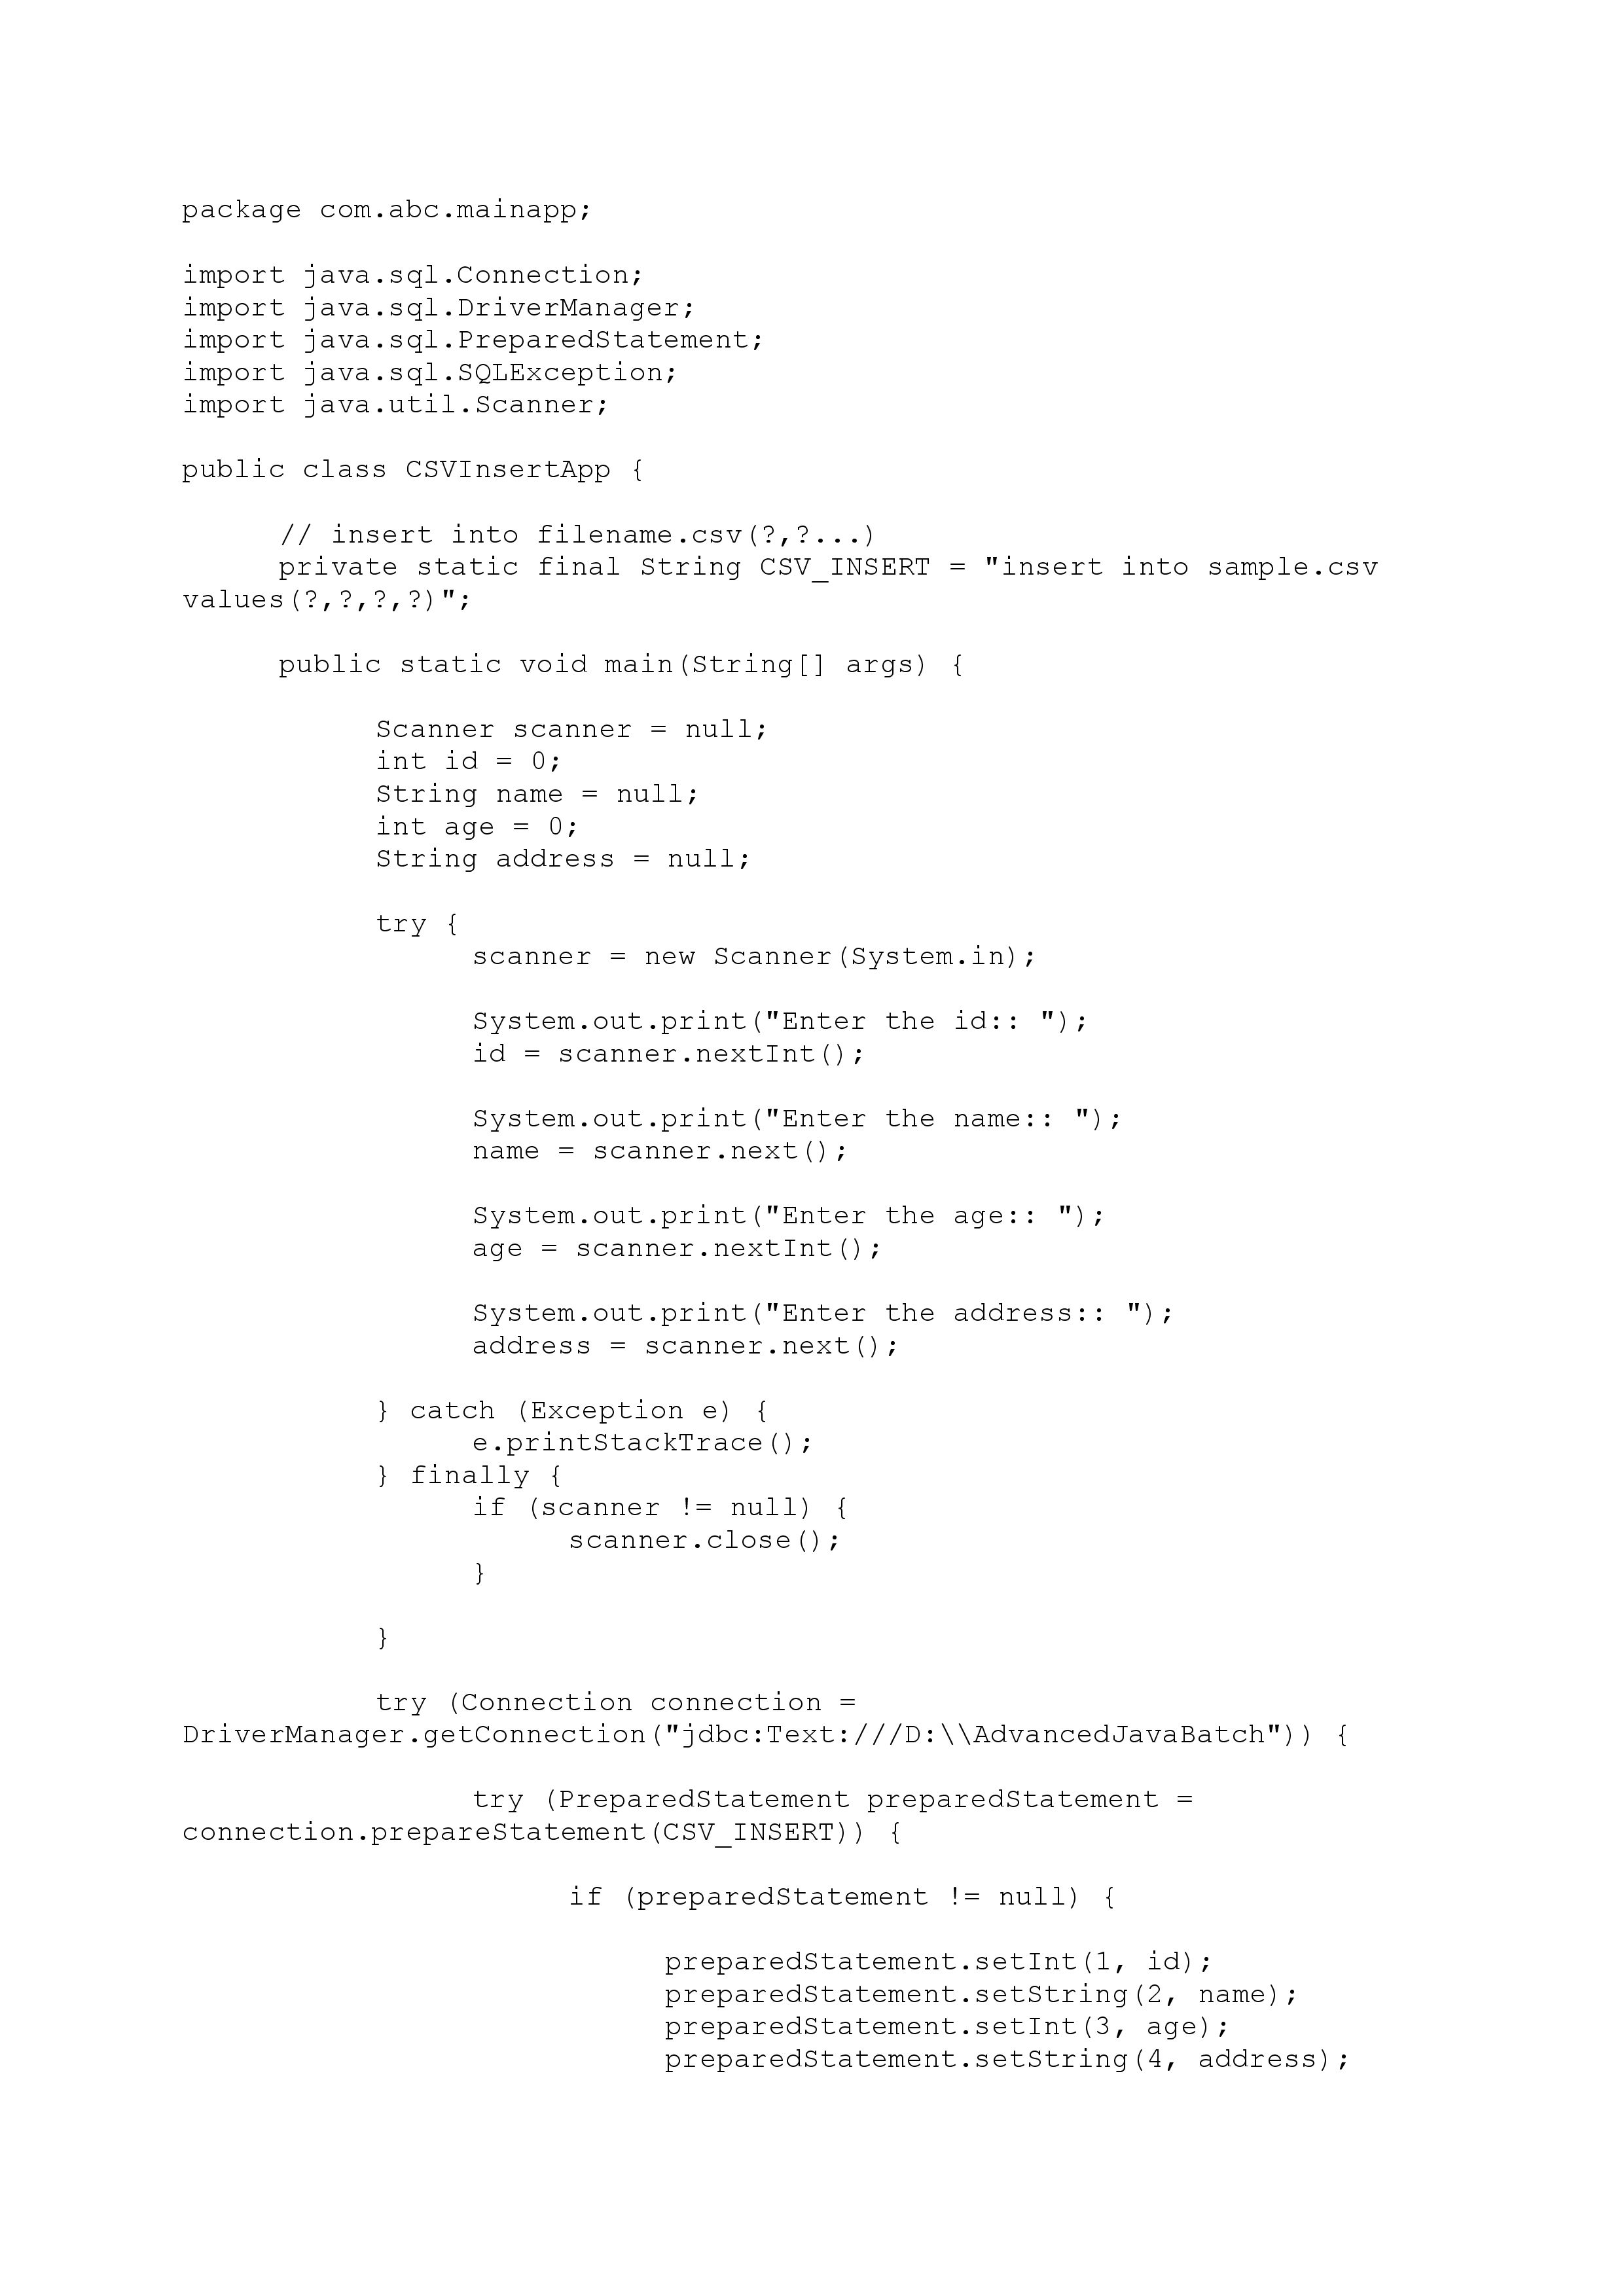 package com.abc.mainapp;
import java.sql.Connection;
import java.sql.DriverManager;
import java.sql.PreparedStatement;
import java.sql.SQLException;
import java.util.Scanner;
public class CSVInsertApp {
// insert into filename.csv(?,?...)
private static final String CSV_INSERT = "insert into sample.csv
values(?,?,?,?)";
public static void main(String[] args) {
Scanner scanner = null;
int id = 0;
String name = null;
int age = 0;
String address = null;
try {
scanner = new Scanner(System.in);
System.out.print("Enter the id:: ");
id = scanner.nextInt();
System.out.print("Enter the name:: ");
name = scanner.next();
System.out.print("Enter the age:: ");
age = scanner.nextInt();
System.out.print("Enter the address:: ");
address = scanner.next();
} catch (Exception e) {
e.printStackTrace();
} finally {
if (scanner != null) {
scanner.close();
}
}
try (Connection connection =
DriverManager.getConnection("jdbc:Text:///D:\\AdvancedJavaBatch")) {
try (PreparedStatement preparedStatement =
connection.prepareStatement(CSV_INSERT)) {
if (preparedStatement != null) {
preparedStatement.setInt(1, id);
preparedStatement.setString(2, name);
preparedStatement.setInt(3, age);
preparedStatement.setString(4, address);